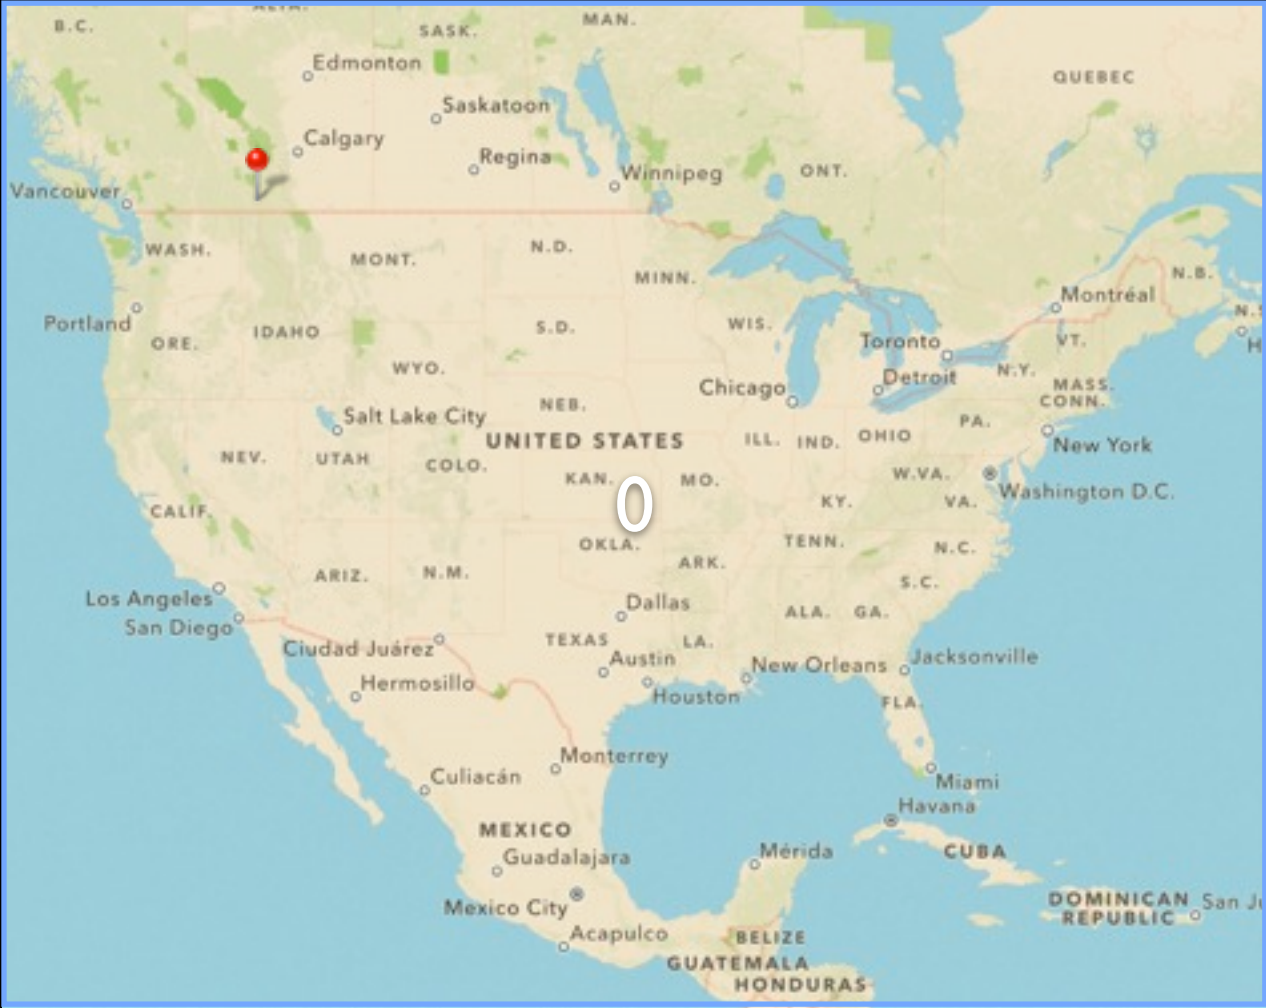 ALTA.
B.C.
MAN.
SASK.
Edmonton
QUEBEC
Saskatoon
Calgary
Regina
Winnipeg
ONT.
Vancouver
WASH.
MONT.
N.D.
MINN.
N.B.
Montréal
Portland
ORE.
IDAHO
S.D.
WIS.
Toronto
VT.
N.S
H
WYO.
Detroit
N.Y.
MASS.
Chicago
CONN.
NEB.
Salt Lake City
PA.
UNITED STATES
ILL.
IND.
OHIO
New York
NEV.
UTAH
COLO.
KAN.
MO.
W.VA.
Washington D.C.
KY.
VA.
0
CALIF.
OKLA.
TENN.
N.C.
ARK.
ARIZ.
N.M.
S.C.
Los Angeles
Dallas
ALA.
GA.
San Diego
Ciudad Juárez
TEXAS
LA.
Austin
New Orleans
Jacksonville
Hermosillo
Houston
FLA.
Monterrey
Culiacán
Miami
Havana
MEXICO
Guadalajara
Mérida
CUBA
Mexico City
DOMINICAN
REPUBLIC
San Ju
Acapulco
BELIZE
GUATEMALA
HONDURAS